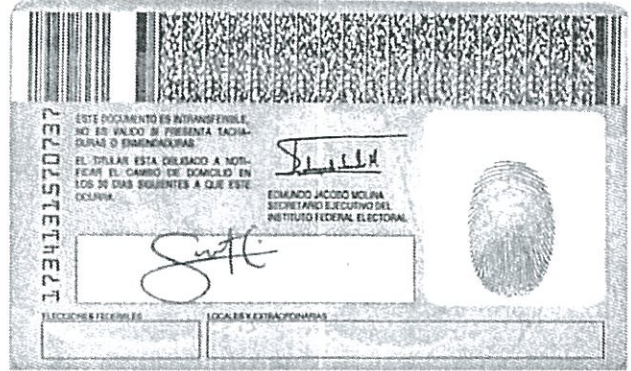 ESTE DOCUMENTO ES INTRANSFERIBLE,
NO ES VALIDO SI PRESENTA TACHA-
DURAS O ENMENDADURAS.
EL TITULAR ESTA OBLIGADO A NOTI-
FICAR EL CAMBIO DE DOMICILIO EN
LOS 30 DIAS SIGUIENTES A QUE ESTE
OCURRA.
EDMUNDO JACOBO MOLINA
SECRETARIO EJECUTIVO DEL
INSTITUTO FEDERAL ELECTORAL
1734131570737
ELECCIONES FEDERALES
LOCALES Y EXTRAORDINARIAS